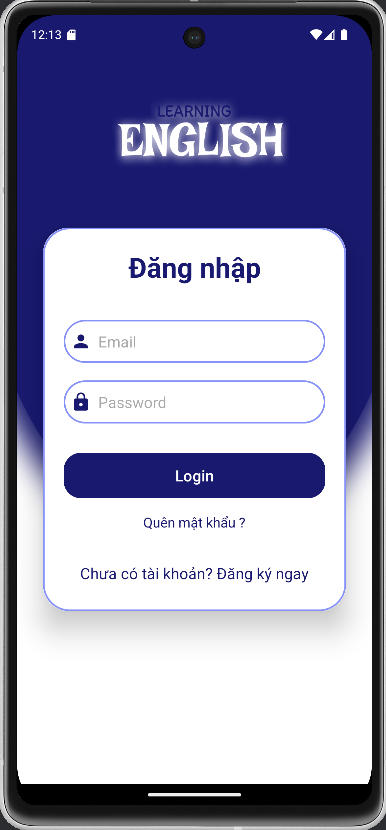 12:13
LEARNING
ENGLISH
Đăng nhập
Email
Password
Login
Quên mật khẩu ?
Chưa có tài khoản? Đăng ký ngay